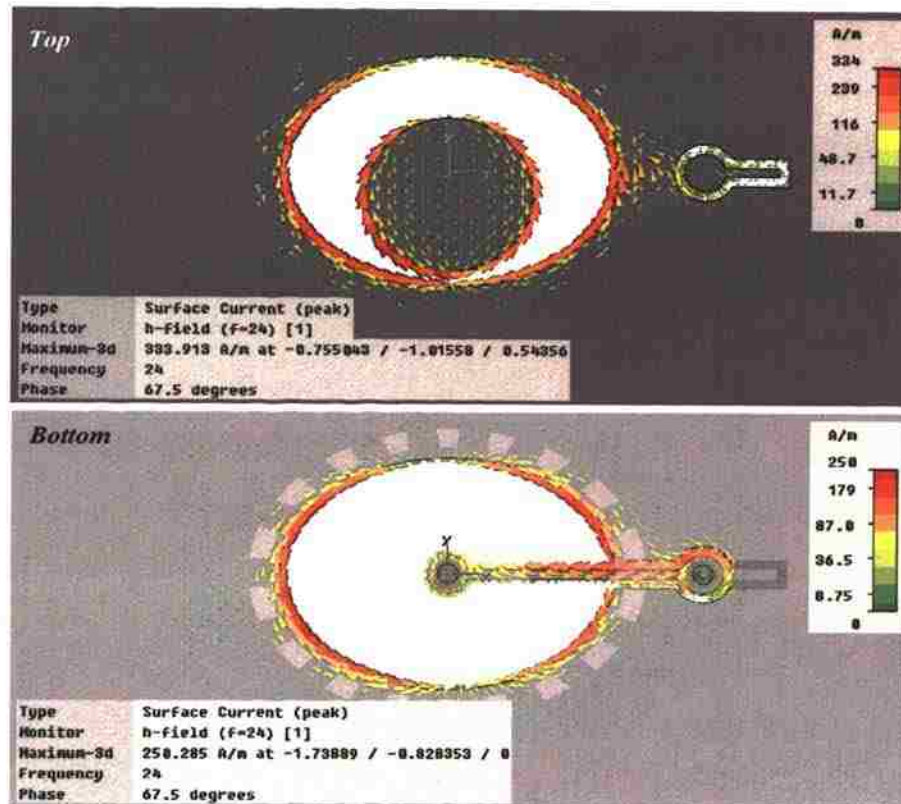 Top
A/m
334
239
116
48.7
11.7
0
Type Surface Current (peak)
Monitor h-field (f=24) [1]
Maximum-3d 333.913 A/m at -0.755043 / -1.01558 / 0.54356
Frequency 24
Phase 67.5 degrees
Bottom
A/m
250
179
87.0
36.5
8.75
0
Y
Type Surface Current (peak)
Monitor h-field (f=24) [1]
Maximum-3d 250.285 A/m at -1.73889 / -0.828353 / 0
Frequency 24
Phase 67.5 degrees